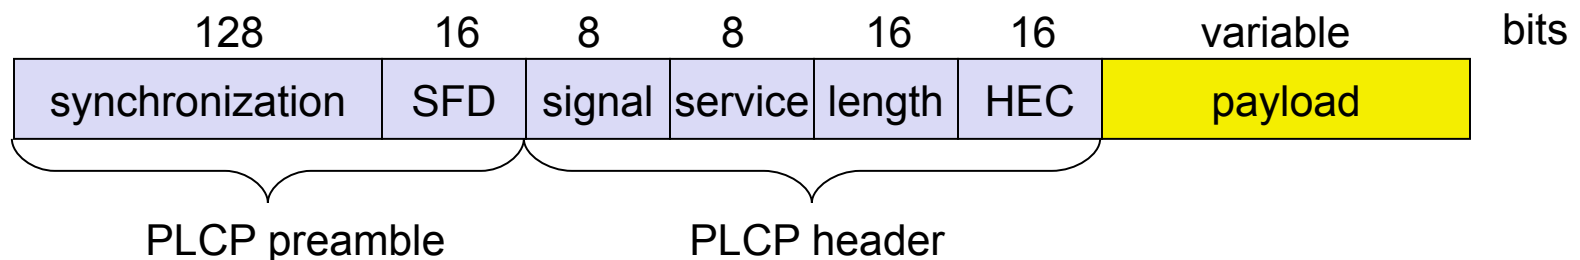 128 16 8 8 16 16 variable bits
synchronization SFD signal service length HEC payload
PLCP preamble PLCP header